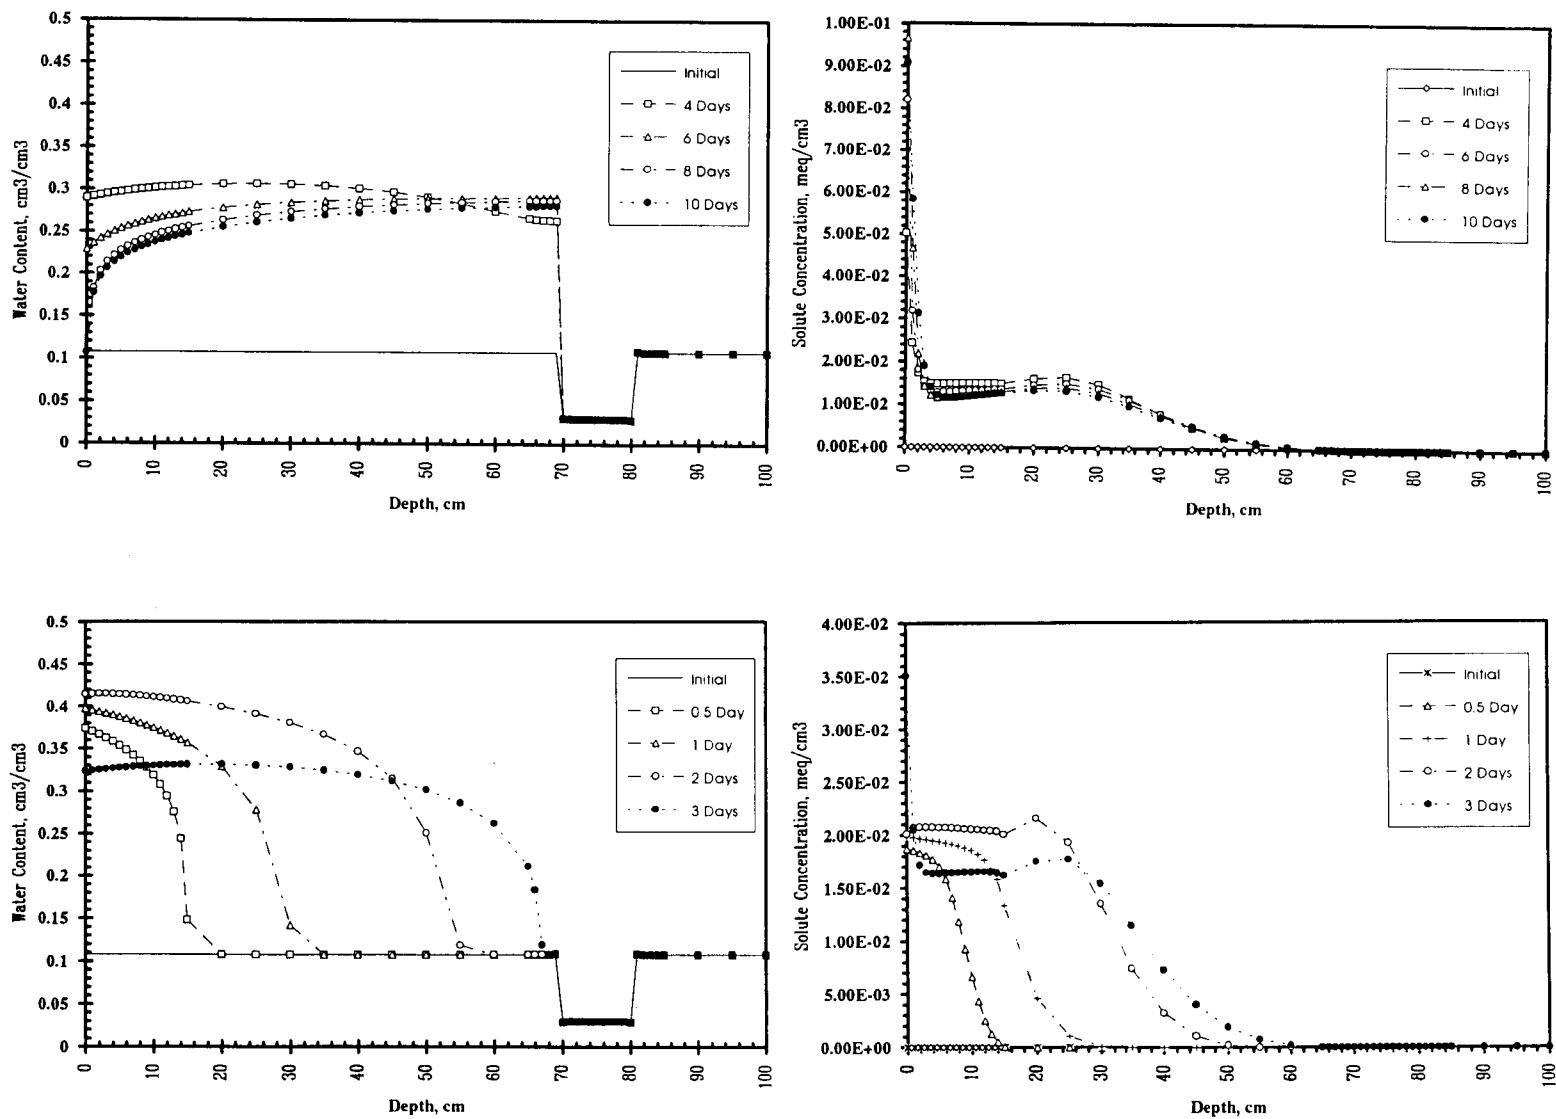 0.5
0.45
0.4
0.35
0.3
0.25
0.2
0.15
0.1
0.05
0
Water Content, cm3/cm3
0 10 20 30 40 50 60 70 80 90 100
Depth, cm
Initial
4 Days
6 Days
8 Days
10 Days
1.00E-01
9.00E-02
8.00E-02
7.00E-02
6.00E-02
5.00E-02
4.00E-02
3.00E-02
2.00E-02
1.00E-02
0.00E+00
Solute Concentration, meq/cm3
0 10 20 30 40 50 60 70 80 90 100
Depth, cm
Initial
4 Days
6 Days
8 Days
10 Days
0.5
0.45
0.4
0.35
0.3
0.25
0.2
0.15
0.1
0.05
0
Water Content, cm3/cm3
0 10 20 30 40 50 60 70 80 90 100
Depth, cm
Initial
0.5 Day
1 Day
2 Days
3 Days
4.00E-02
3.50E-02
3.00E-02
2.50E-02
2.00E-02
1.50E-02
1.00E-02
5.00E-03
0.00E+00
Solute Concentration, meq/cm3
0 10 20 30 40 50 60 70 80 90 100
Depth, cm
Initial
0.5 Day
1 Day
2 Days
3 Days